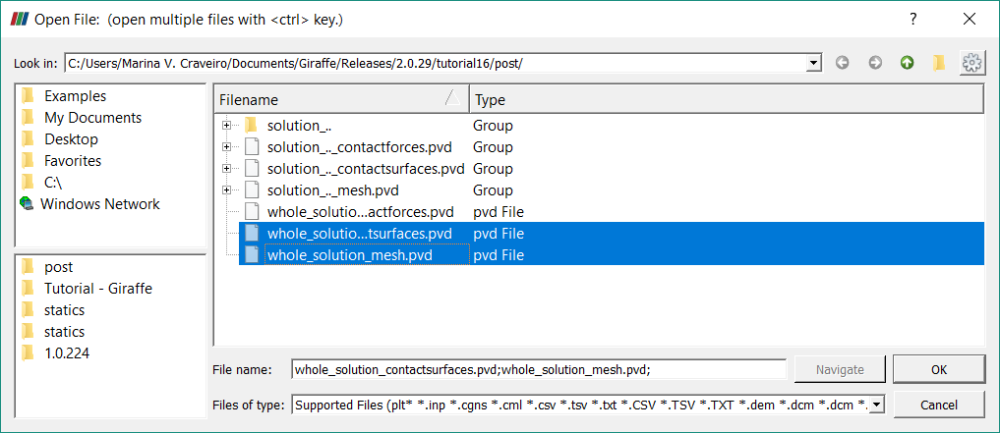 Open File: (open multiple files with <ctrl> key.)
?
Look in: C:/Users/Marina V. Craveiro/Documents/Giraffe/Releases/2.0.29/tutorial16/post/
Examples
My Documents
Desktop
Favorites
C:\
Windows Network
post
Tutorial - Giraffe
statics
statics
1.0.224
Filename Type
solution_.. Group
solution_.._contactforces.pvd Group
solution_.._contactsurfaces.pvd Group
solution_.._mesh.pvd Group
whole_solutio...actforces.pvd pvd File
whole_solutio...tsurfaces.pvd pvd File
whole_solution_mesh.pvd pvd File
File name: whole_solution_contactsurfaces.pvd;whole_solution_mesh.pvd; Navigate OK
Files of type: Supported Files (plt* *.inp *.cgns *.cml *.csv *.tsv *.txt *.CSV *.TSV *.TXT *.dem *.dcm *.dcm *. Cancel